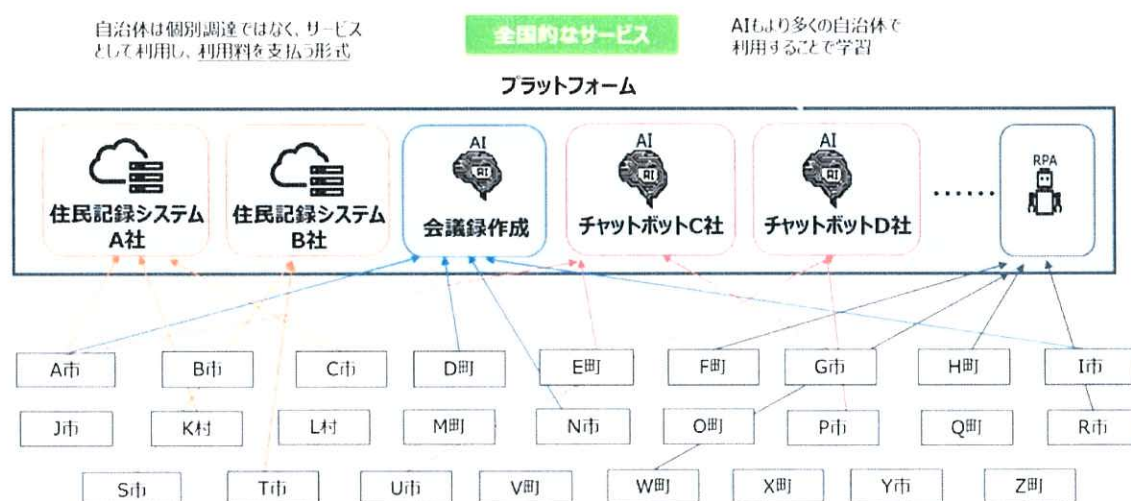 自治体は個別調達ではなく、サービス
として利用し、利用料を支払う形式
全国的なサービス
AIもより多くの自治体で
利用することで学習
プラットフォーム
住民記録システム
A社
住民記録システム
B社
AI
AI
会議録作成
AI
AI
チャットボットC社
AI
AI
チャットボットD社
……
RPA
A市
B市
C市
D町
E町
F町
G市
H町
I市
J市
K村
L村
M町
N市
O町
P市
Q町
R市
S市
T市
U市
V町
W町
X町
Y市
Z町